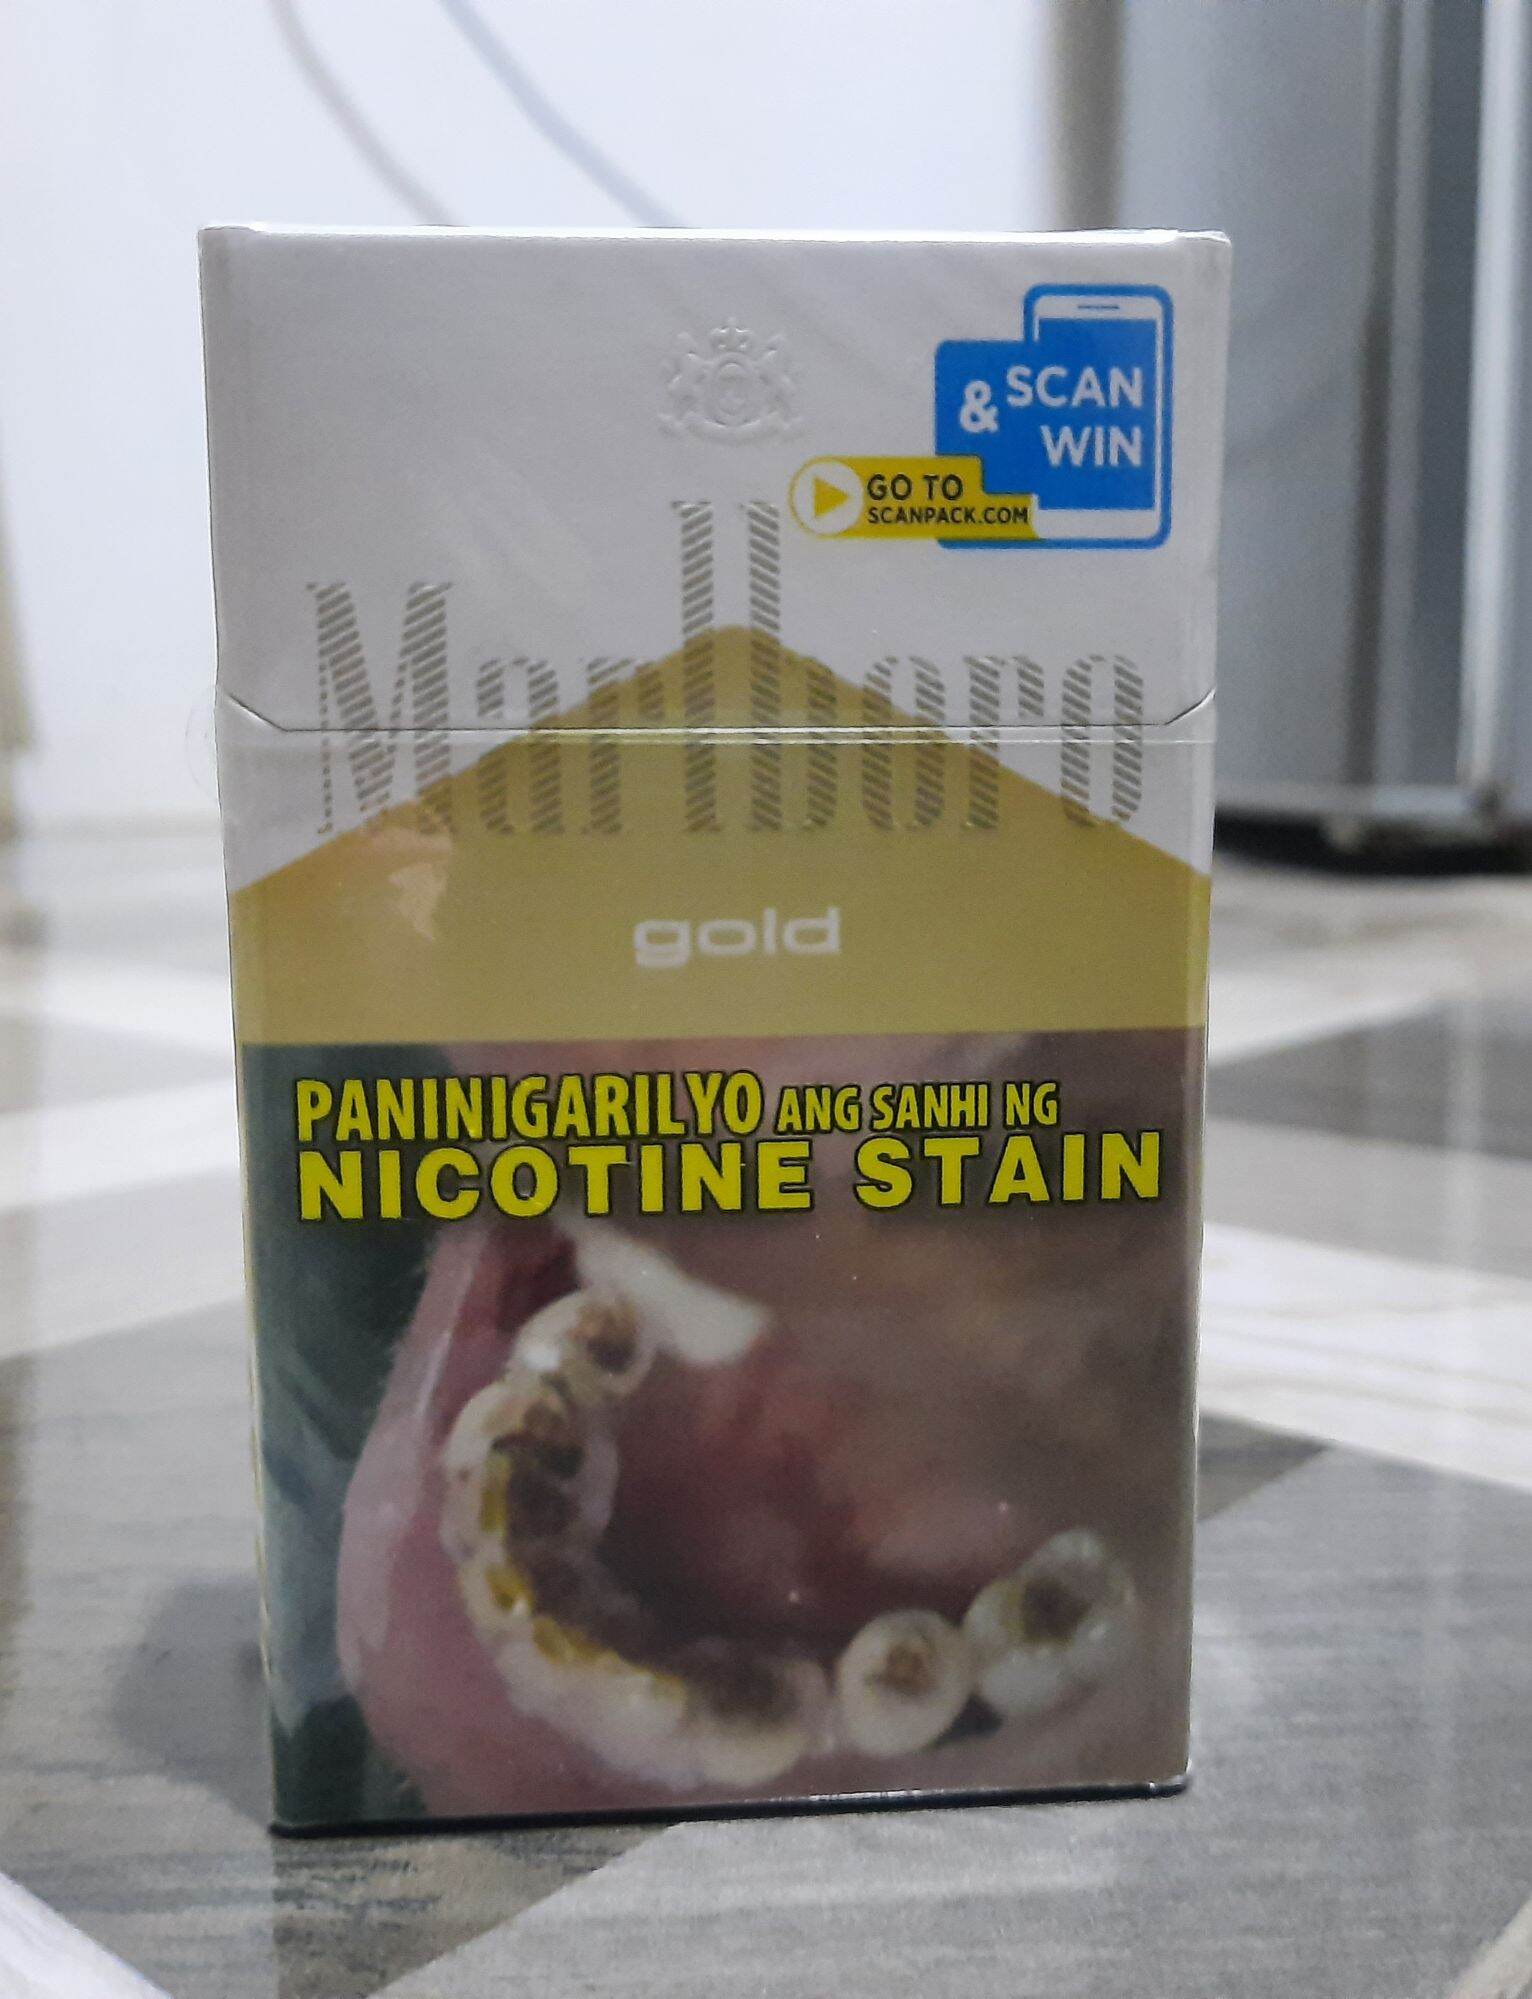 & SCAN
WIN
GO TO
SCANPACK.COM
Marlboro
gold
PANINIGARILYO ANG SANHI NG
NICOTINE STAIN